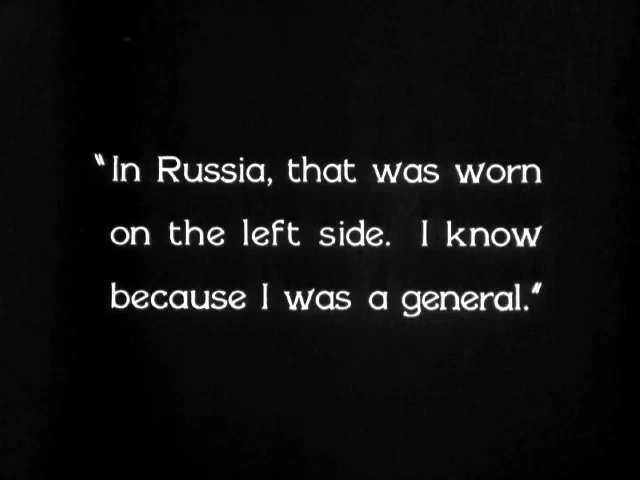 "In Russia, that was worn
on the left side. I know
because I was a general."